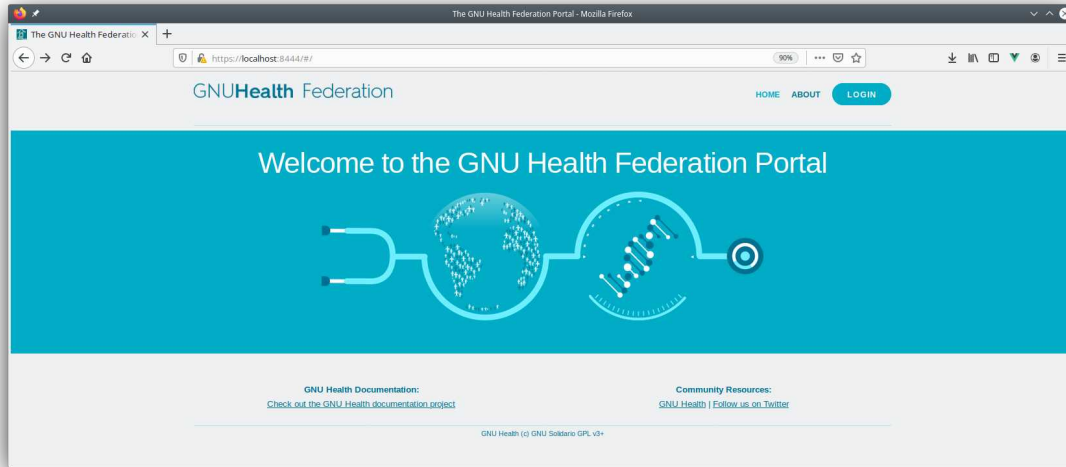 The GNU Health Federation Portal - Mozilla Firefox
The GNU Health Federatio
https://localhost:8444/#/
90%
GNUHealth Federation
HOME ABOUT LOGIN
Welcome to the GNU Health Federation Portal
GNU Health Documentation:
Check out the GNU Health documentation project
Community Resources:
GNU Health | Follow us on Twitter
GNU Health (c) GNU Solidario GPL v3+